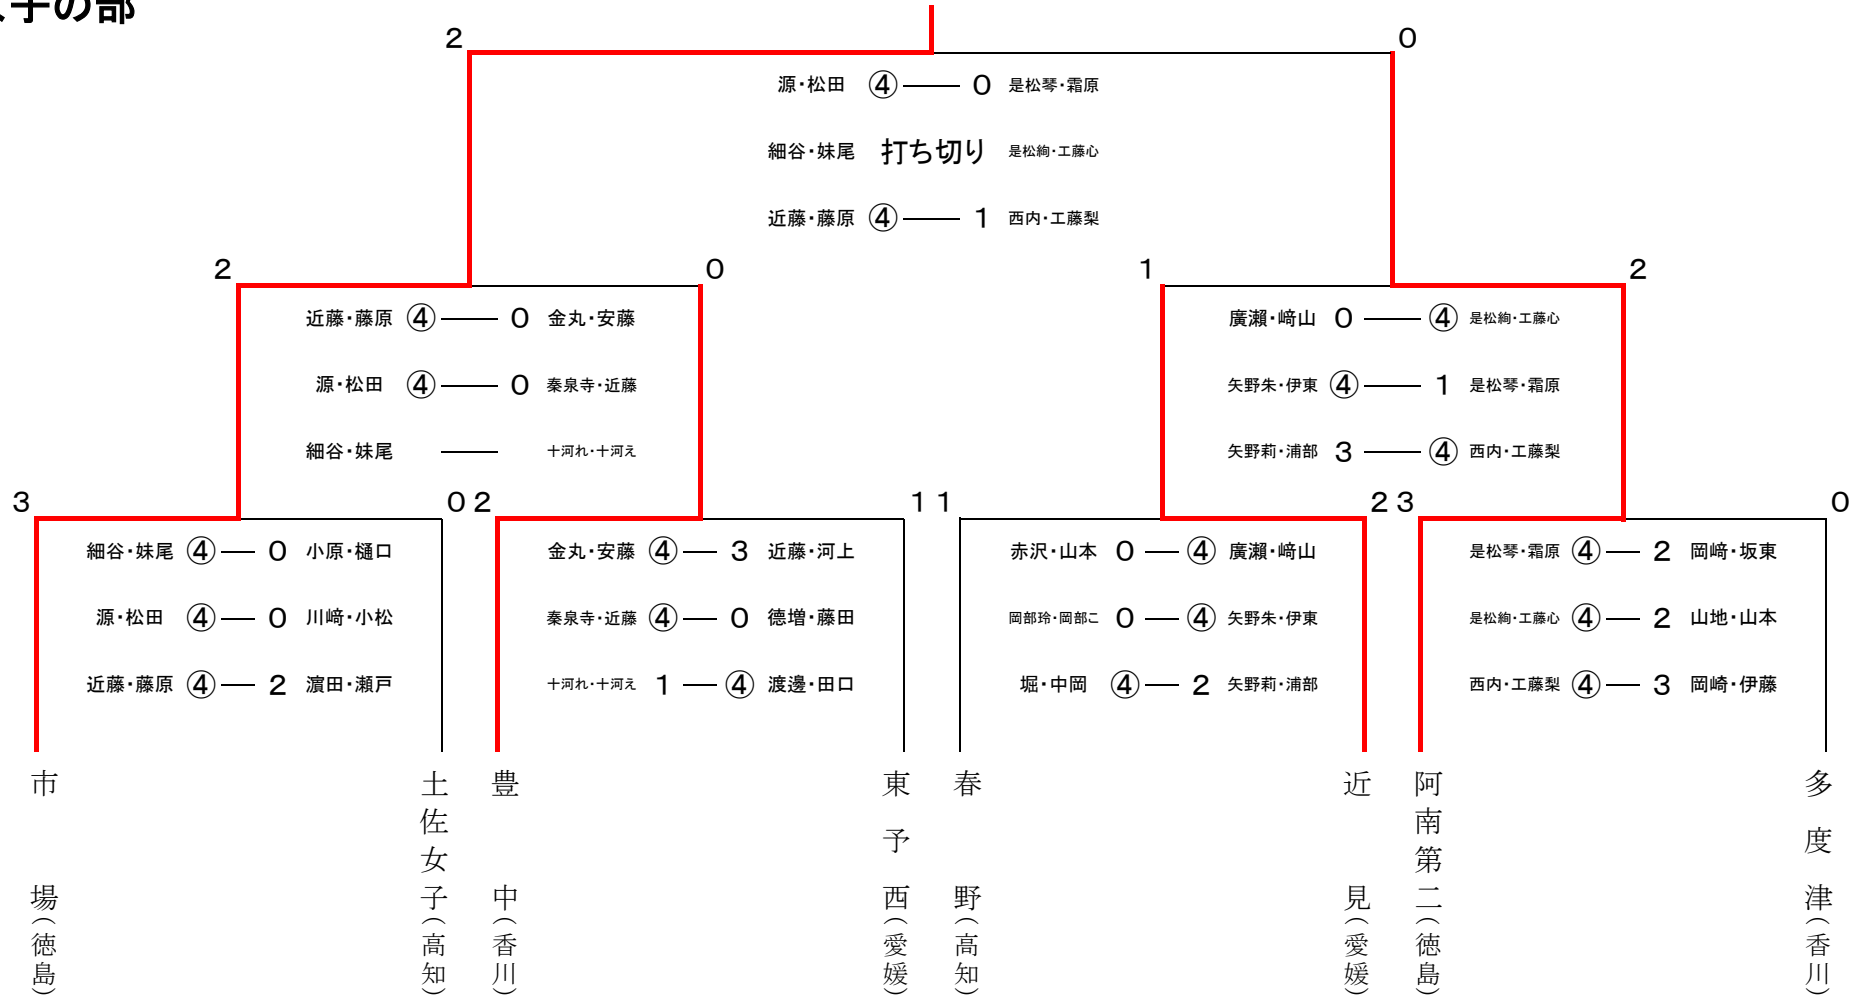 子の部
2 0
源・松田 ④ 0 是松琴・霜原
細谷・妹尾 打ち切り 是松絢・工藤心
近藤・藤原 ④ 1 西内・工藤梨
2 0 1 2
近藤・藤原 ④ 0 金丸・安藤
源・松田 ④ 0 秦泉寺・近藤
細谷・妹尾 十河れ・十河え
廣瀬・﨑山 0 ④ 是松絢・工藤心
矢野朱・伊東 ④ 1 是松琴・霜原
矢野莉・浦部 3 ④ 西内・工藤梨
3 0 2 1 1 2 3 0
細谷・妹尾 ④ 0 小原・樋口
源・松田 ④ 0 川﨑・小松
近藤・藤原 ④ 2 濵田・瀬戸
金丸・安藤 ④ 3 近藤・河上
秦泉寺・近藤 ④ 0 德増・藤田
十河れ・十河え 1 ④ 渡邊・田口
赤沢・山本 0 ④ 廣瀬・﨑山
岡部玲・岡部こ 0 ④ 矢野朱・伊東
堀・中岡 ④ 2 矢野莉・浦部
是松琴・霜原 ④ 2 岡﨑・坂東
是松絢・工藤心 ④ 2 山地・山本
西内・工藤梨 ④ 3 岡崎・伊藤
市場(徳島)
土佐女子(高知)
豊中(香川)
東予西(愛媛)
春野(高知)
近見(愛媛)
阿南第二(徳島)
多度津(香川)